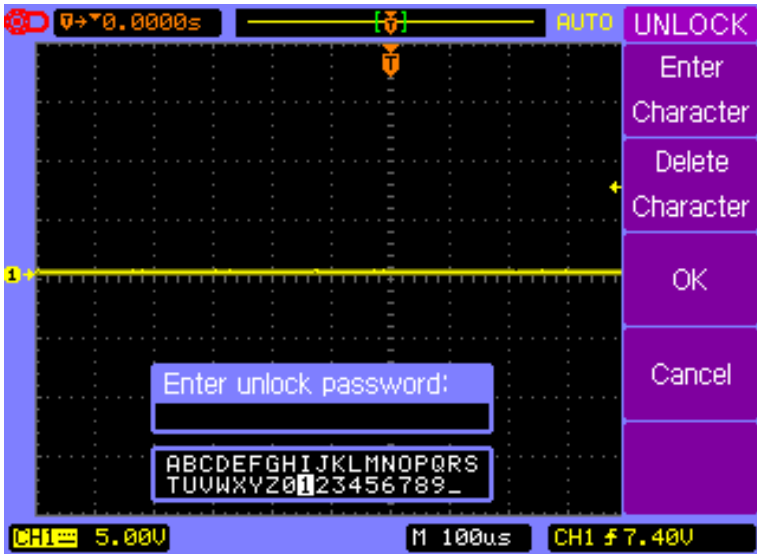 0.0000s
AUTO
UNLOCK
Enter
Character
Delete
Character
OK
Cancel
T
1
Enter unlock password:
ABCDEFGHIJKLMNOPQRS
TUVWXYZ0123456789_
CH1 5.00V
M 100us
CH1 7.40V